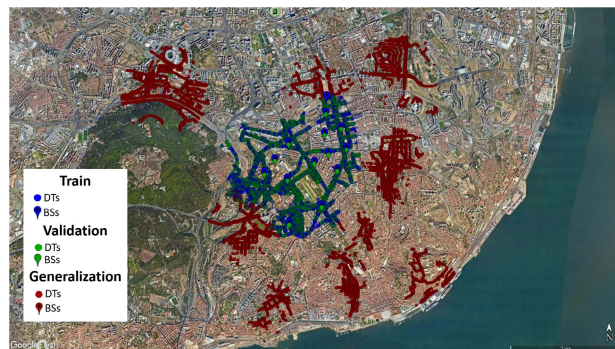 Train
DTs
BSs
Validation
DTs
BSs
Generalization
DTs
BSs
Google Earth
N